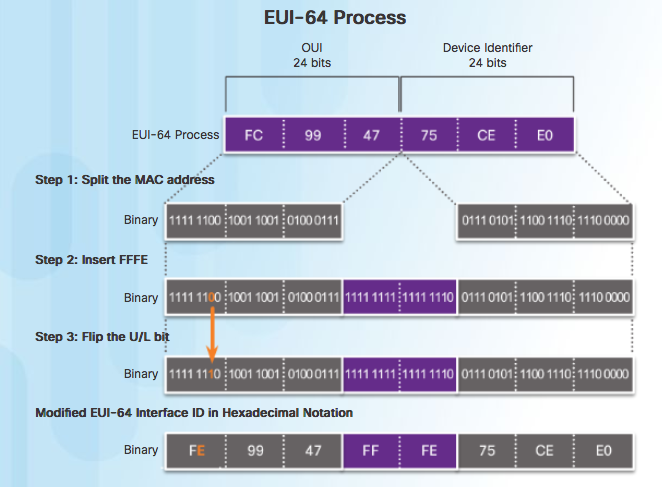 EUI-64 Process
OUI
24 bits
Device Identifier
24 bits
EUI-64 Process FC 99 47 75 CE E0
Step 1: Split the MAC address
Binary 1111 1100 1001 1001 0100 0111 0111 0101 1100 1110 1110 0000
Step 2: Insert FFFE
Binary 1111 1100 1001 1001 0100 0111 1111 1111 1111 1110 0111 0101 1100 1110 1110 0000
Step 3: Flip the U/L bit
Binary 1111 1110 1001 1001 0100 0111 1111 1111 1111 1110 0111 0101 1100 1110 1110 0000
Modified EUI-64 Interface ID in Hexadecimal Notation
Binary FE 99 47 FF FE 75 CE E0